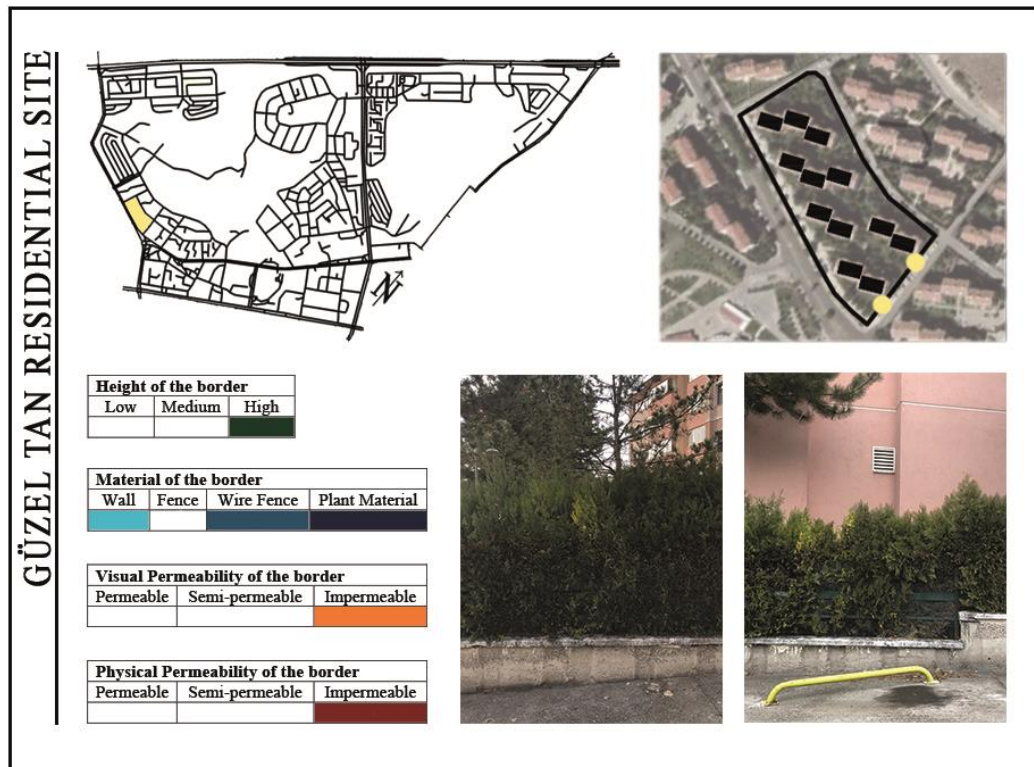 GÜZEL TAN RESIDENTIAL SITE
N
Height of the border
Low Medium High
Material of the border
Wall Fence Wire Fence Plant Material
Visual Permeability of the border
Permeable Semi-permeable Impermeable
Physical Permeability of the border
Permeable Semi-permeable Impermeable